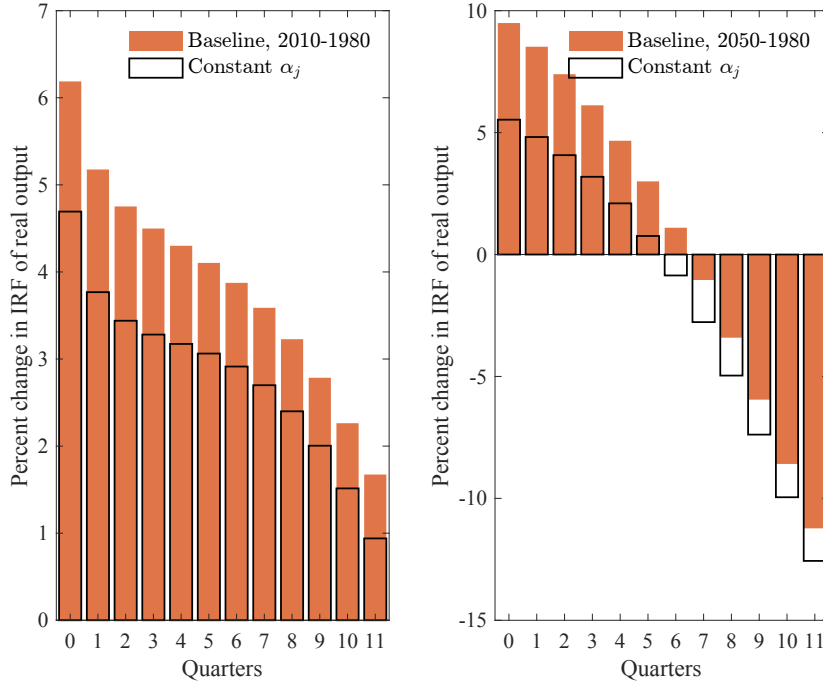 Baseline, 2010-1980
Constant αj
Percent change in IRF of real output
7
6
5
4
3
2
1
0
0 1 2 3 4 5 6 7 8 9 10 11
Quarters
Baseline, 2050-1980
Constant αj
Percent change in IRF of real output
10
5
0
-5
-10
-15
0 1 2 3 4 5 6 7 8 9 10 11
Quarters